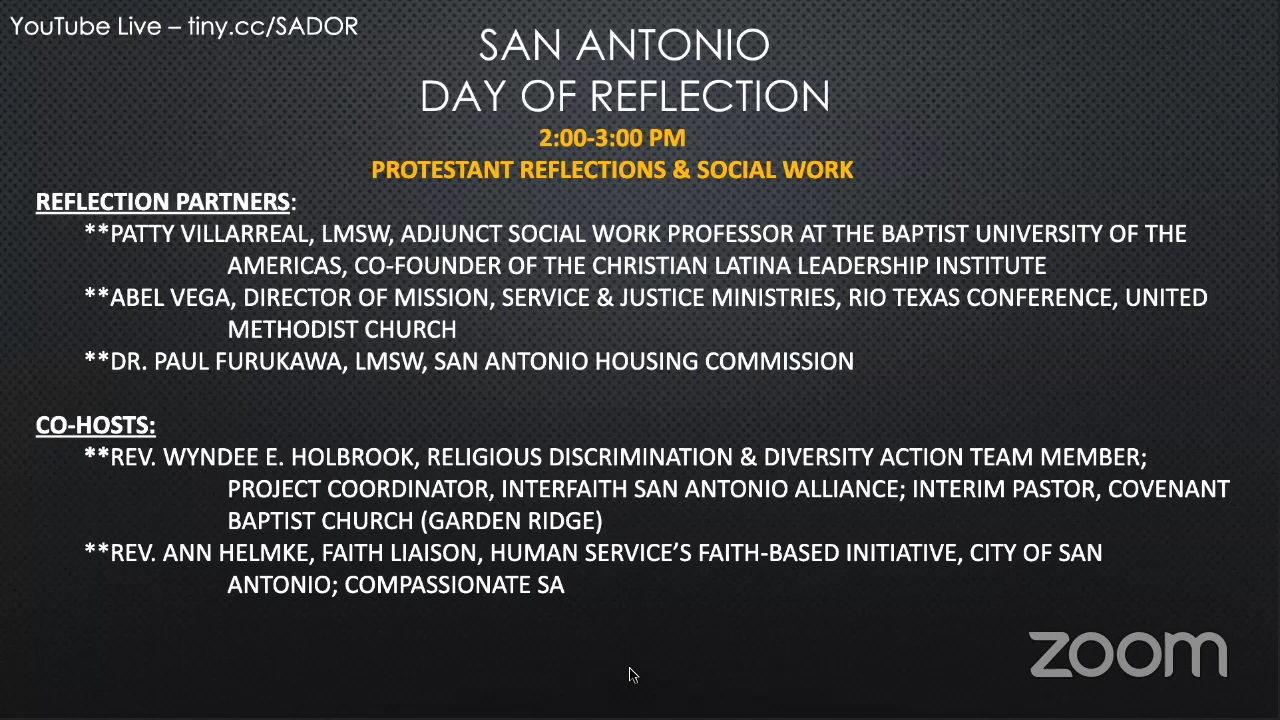 YouTube Live – tiny.cc/SADOR
SAN ANTONIO
DAY OF REFLECTION
2:00-3:00 PM
PROTESTANT REFLECTIONS & SOCIAL WORK
REFLECTION PARTNERS:
**PATTY VILLARREAL, LMSW, ADJUNCT SOCIAL WORK PROFESSOR AT THE BAPTIST UNIVERSITY OF THE
AMERICAS, CO-FOUNDER OF THE CHRISTIAN LATINA LEADERSHIP INSTITUTE
**ABEL VEGA, DIRECTOR OF MISSION, SERVICE & JUSTICE MINISTRIES, RIO TEXAS CONFERENCE, UNITED
METHODIST CHURCH
**DR. PAUL FURUKAWA, LMSW, SAN ANTONIO HOUSING COMMISSION
CO-HOSTS:
**REV. WYNDEE E. HOLBROOK, RELIGIOUS DISCRIMINATION & DIVERSITY ACTION TEAM MEMBER;
PROJECT COORDINATOR, INTERFAITH SAN ANTONIO ALLIANCE; INTERIM PASTOR, COVENANT
BAPTIST CHURCH (GARDEN RIDGE)
**REV. ANN HELMKE, FAITH LIAISON, HUMAN SERVICE'S FAITH-BASED INITIATIVE, CITY OF SAN
ANTONIO; COMPASSIONATE SA
zoom